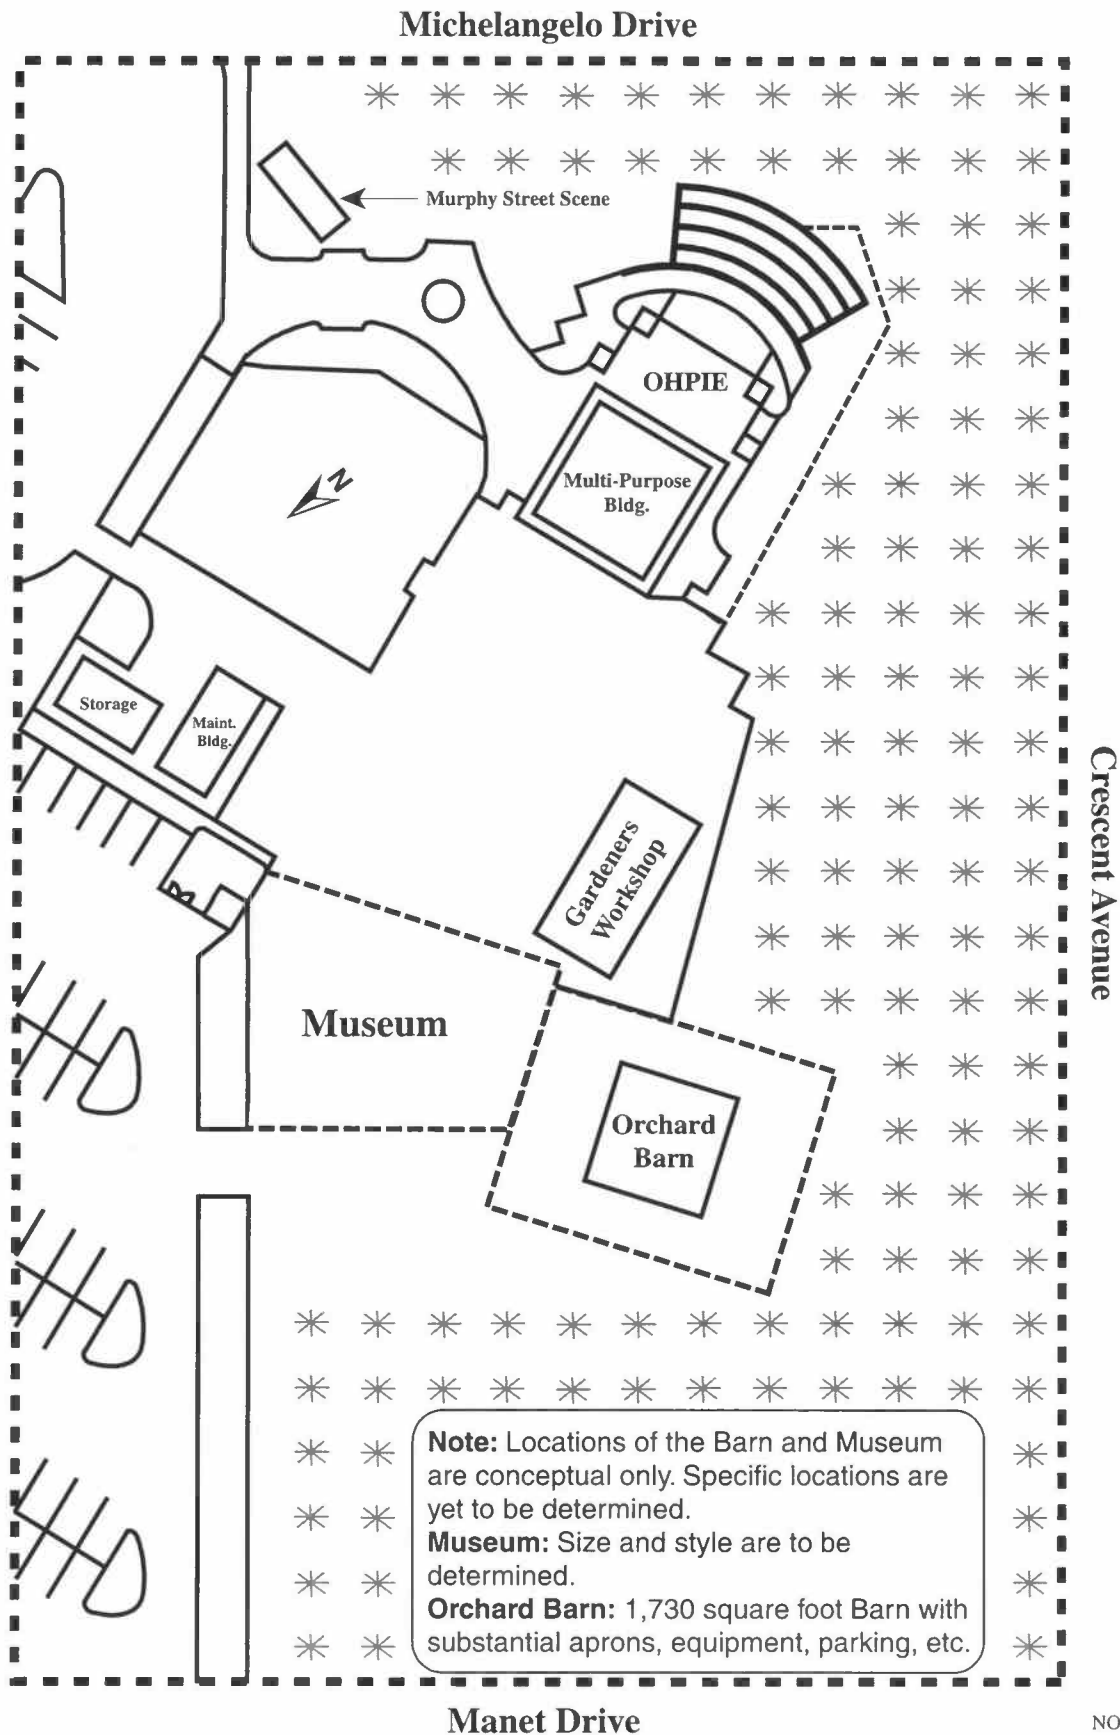 Michelangelo Drive
Murphy Street Scene
OHPIE
Multi-Purpose
Bldg.
N
Storage
Maint.
Bldg.
Gardeners
Workshop
Crescent Avenue
Museum
Orchard
Barn
Note: Locations of the Barn and Museum
are conceptual only. Specific locations are
yet to be determined.
Museum: Size and style are to be
determined.
Orchard Barn: 1,730 square foot Barn with
substantial aprons, equipment, parking, etc.
Manet Drive
NO